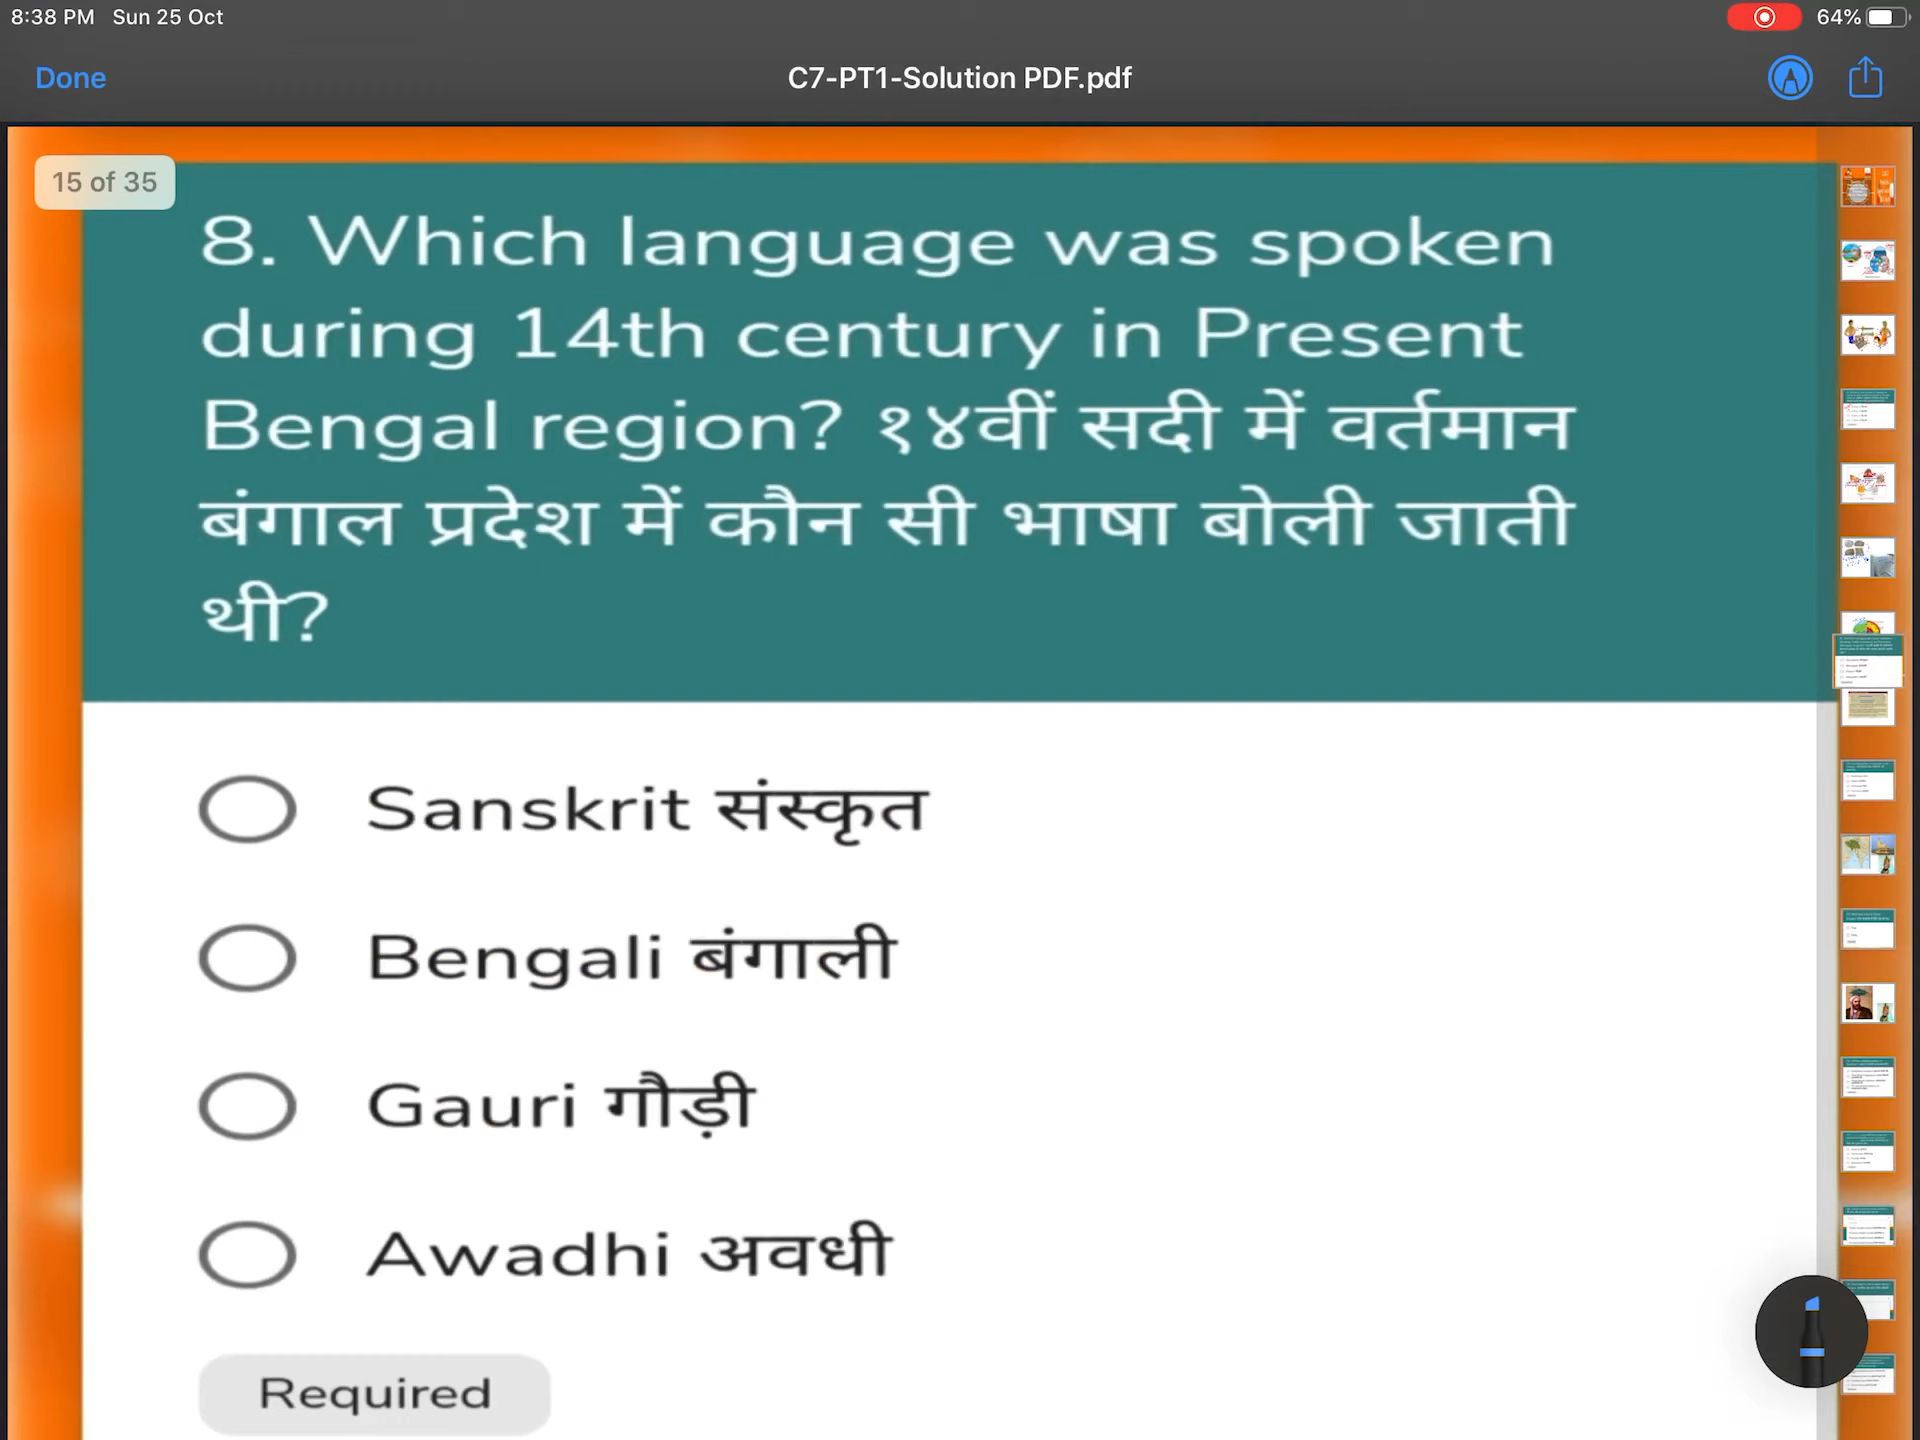 8:38 PM Sun 25 Oct
64%
Done
C7-PT1-Solution PDF.pdf
15 of 35
8. Which language was spoken
during 14th century in Present
Bengal region? १४वीं सदी में वर्तमान
बंगाल प्रदेश में कौन सी भाषा बोली जाती
थी?
Sanskrit संस्कृत
Bengali बंगाली
Gauri गौड़ी
Awadhi अवधी
Required